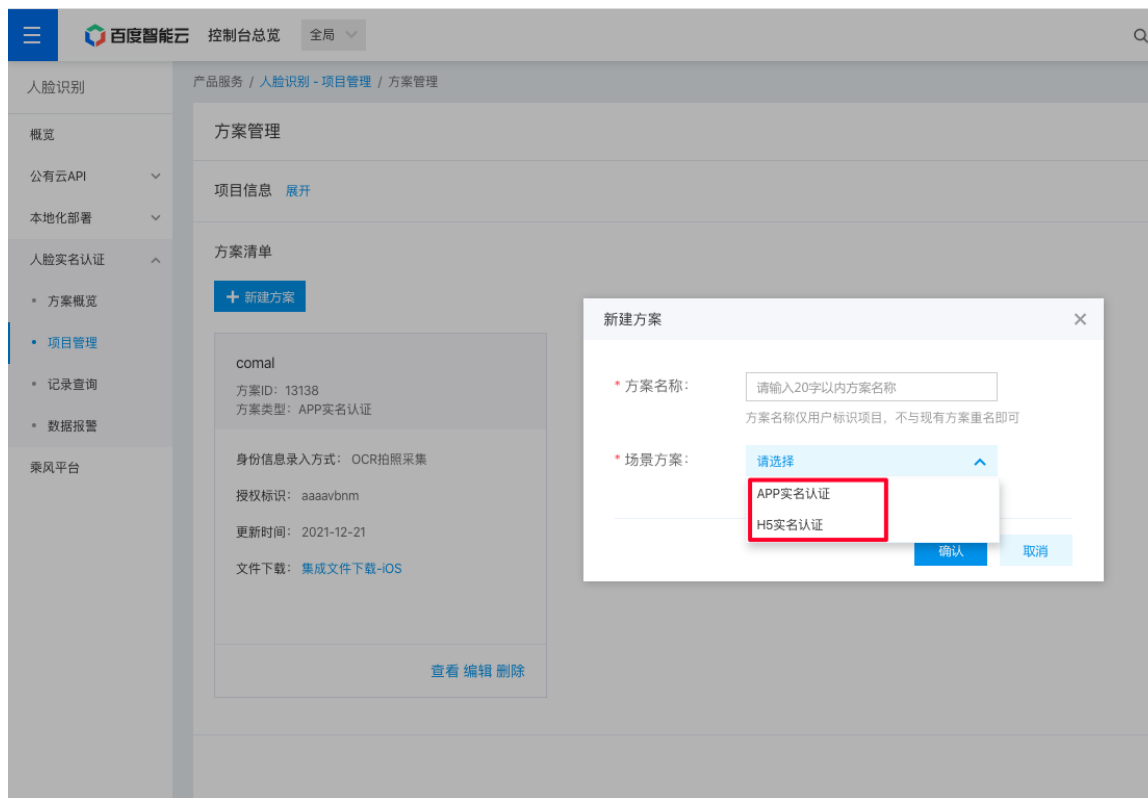 百度智能云 控制台总览 全局
人脸识别
概览
公有云API
本地化部署
人脸实名认证
方案概览
项目管理
记录查询
数据报警
乘风平台
产品服务 / 人脸识别 - 项目管理 / 方案管理
方案管理
项目信息 展开
方案清单
+ 新建方案
comal
方案ID：13138
方案类型：APP实名认证
身份信息录入方式：OCR拍照采集
授权标识：aaaavbnm
更新时间：2021-12-21
文件下载：集成文件下载-iOS
查看 编辑 删除
新建方案
* 方案名称： 请输入20字以内方案名称
方案名称仅用户标识项目，不与现有方案重名即可
* 场景方案： 请选择
APP实名认证
H5实名认证
确认 取消